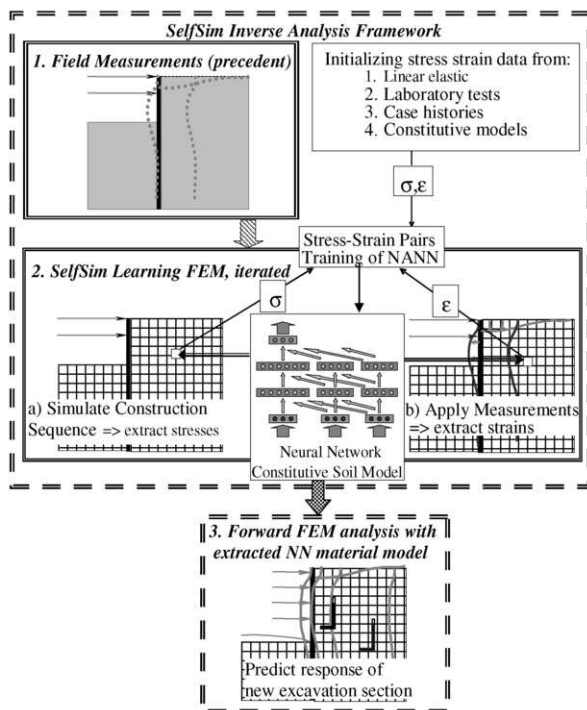 SelfSim Inverse Analysis Framework
1. Field Measurements (precedent)
Initializing stress strain data from:
1. Linear elastic
2. Laboratory tests
3. Case histories
4. Constitutive models
σ,ε
Stress-Strain Pairs
Training of NANN
2. SelfSim Learning FEM, iterated
σ
ε
a) Simulate Construction
Sequence => extract stresses
b) Apply Measurements
=> extract strains
Neural Network
Constitutive Soil Model
3. Forward FEM analysis with
extracted NN material model
Predict response of
new excavation section